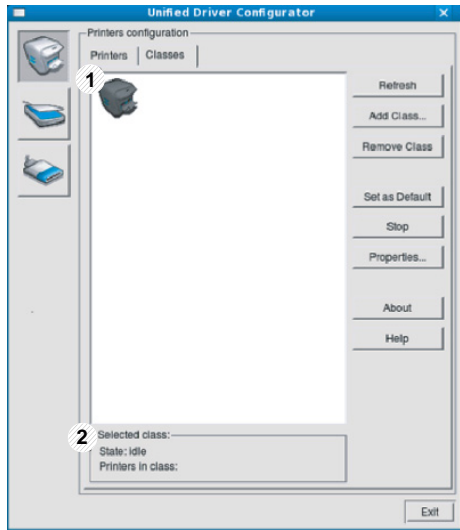 Unified Driver Configurator
Printers configuration
Printers
Classes
1
Refresh
Add Class...
Remove Class
Set as Default
Stop
Properties...
About
Help
2
Selected class:
State: idle
Printers in class:
Exit